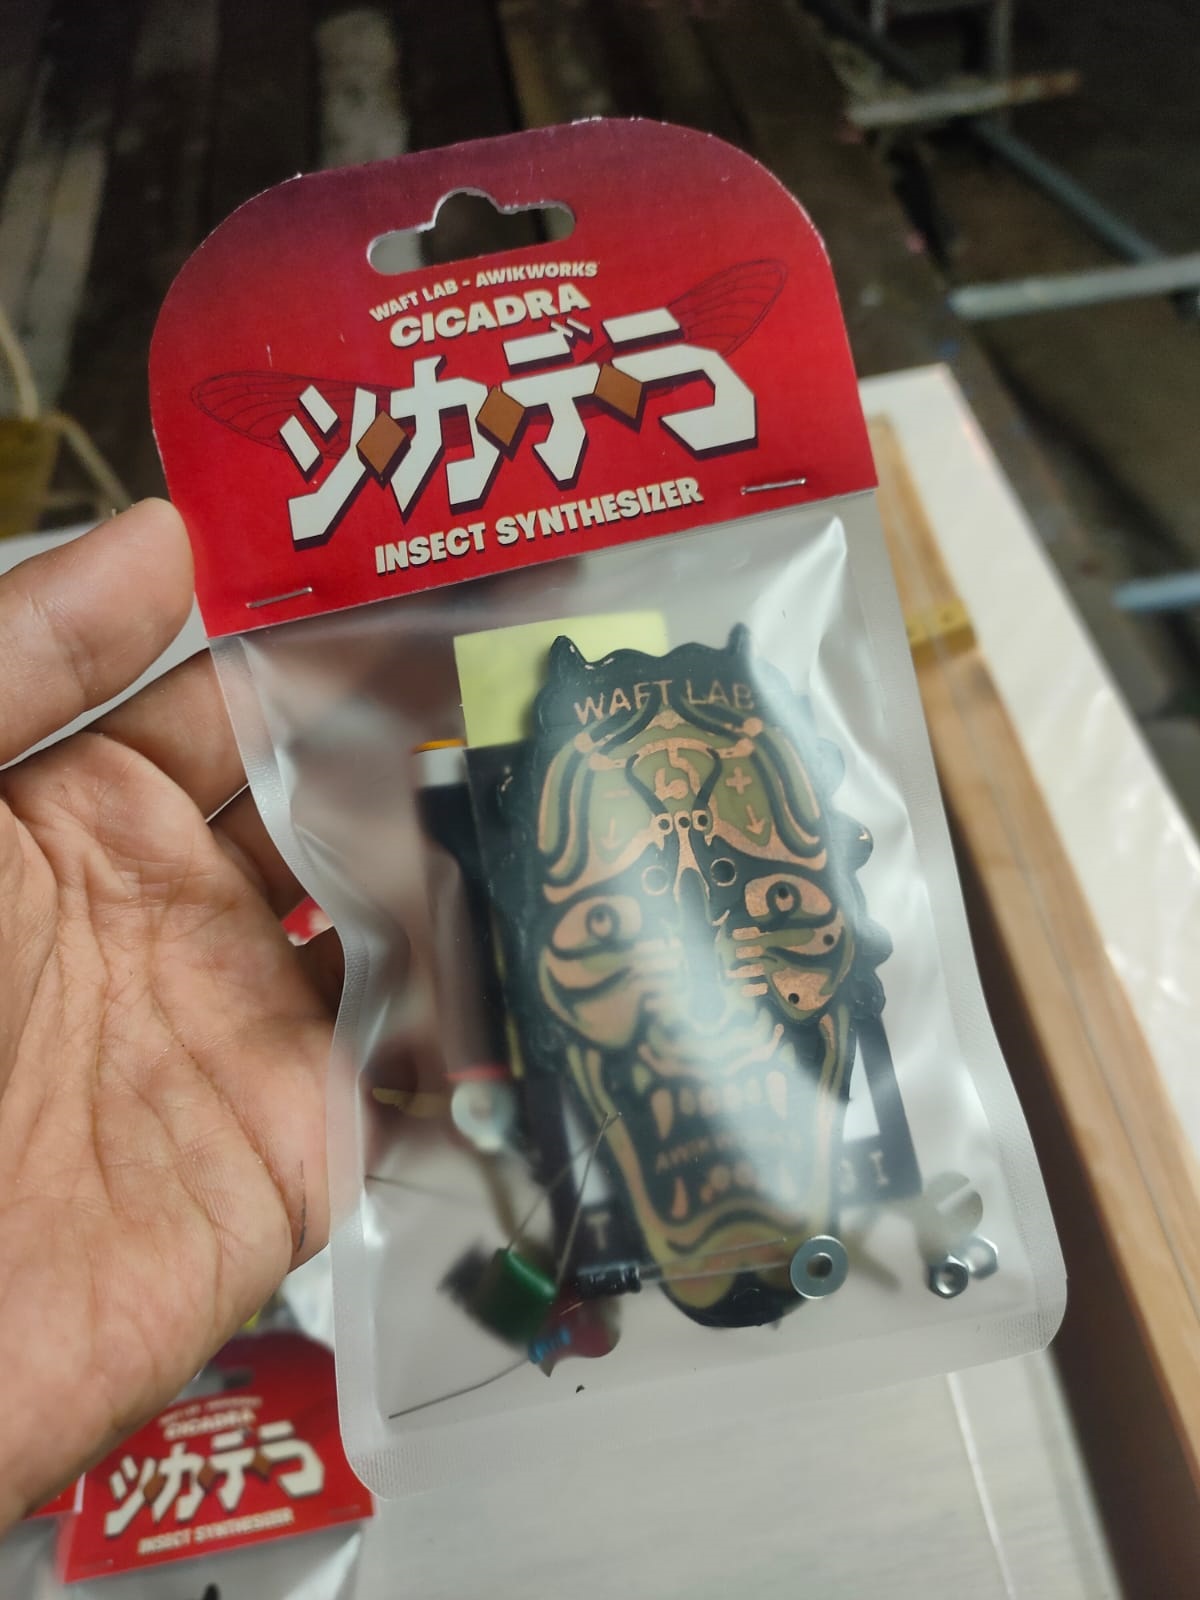 WAFT LAB - AWIKWORKS
CICADRA
ツカデラ
INSECT SYNTHESIZER
WAFT LAB
- +
AWIKWORKS
T
I
CICADRA
ツカデラ
INSECT SYNTHESIZER